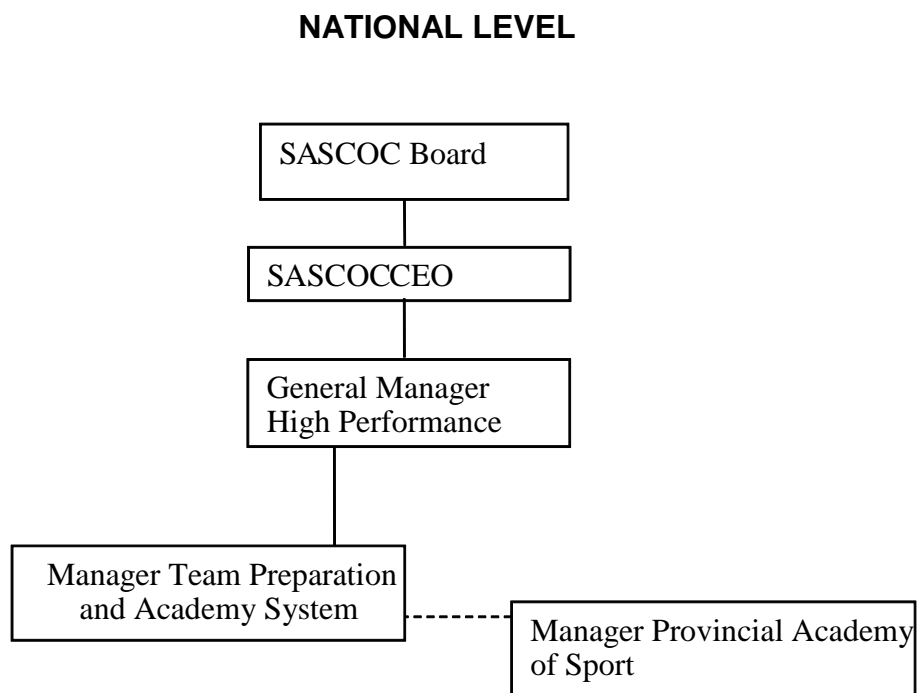 NATIONAL LEVEL
SASCOC Board
SASCOCCEO
General Manager
High Performance
Manager Team Preparation
and Academy System
Manager Provincial Academy
of Sport